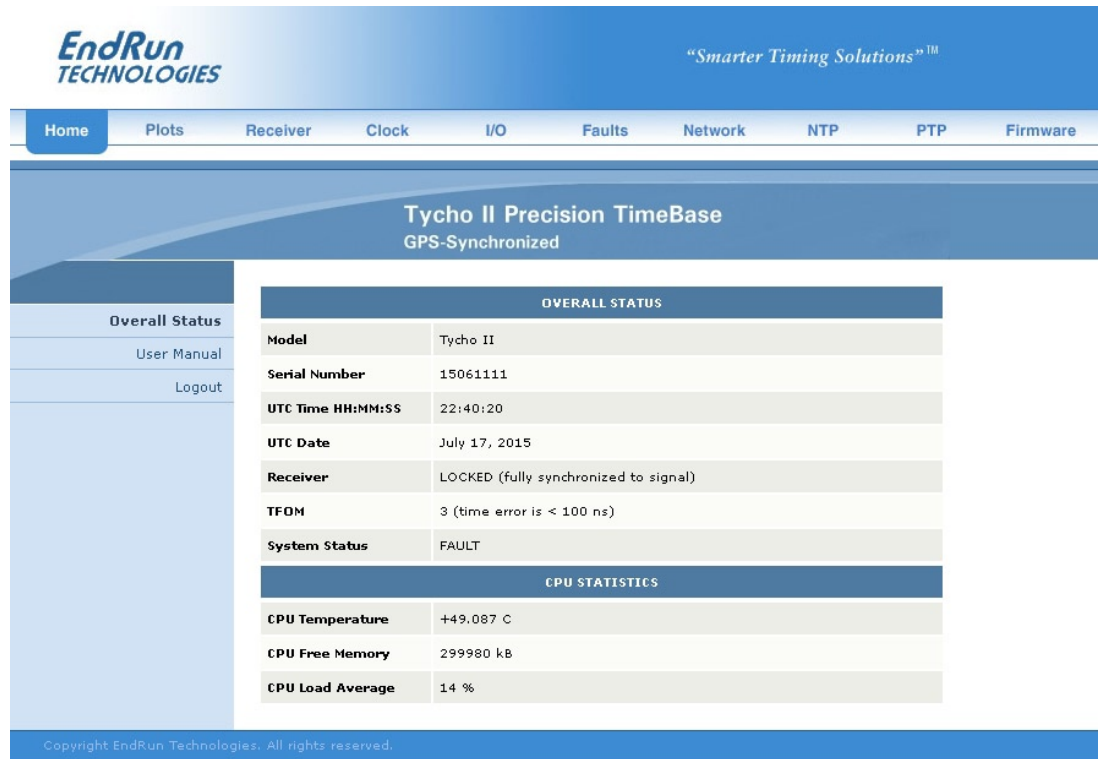 EndRun
TECHNOLOGIES
“Smarter Timing Solutions”™
Home Plots Receiver Clock I/O Faults Network NTP PTP Firmware
Tycho II Precision TimeBase
GPS-Synchronized
Overall Status
User Manual
Logout
OVERALL STATUS
Model Tycho II
Serial Number 15061111
UTC Time HH:MM:SS 22:40:20
UTC Date July 17, 2015
Receiver LOCKED (fully synchronized to signal)
TFOM 3 (time error is < 100 ns)
System Status FAULT
CPU STATISTICS
CPU Temperature +49.087 C
CPU Free Memory 299980 kB
CPU Load Average 14 %
Copyright EndRun Technologies. All rights reserved.